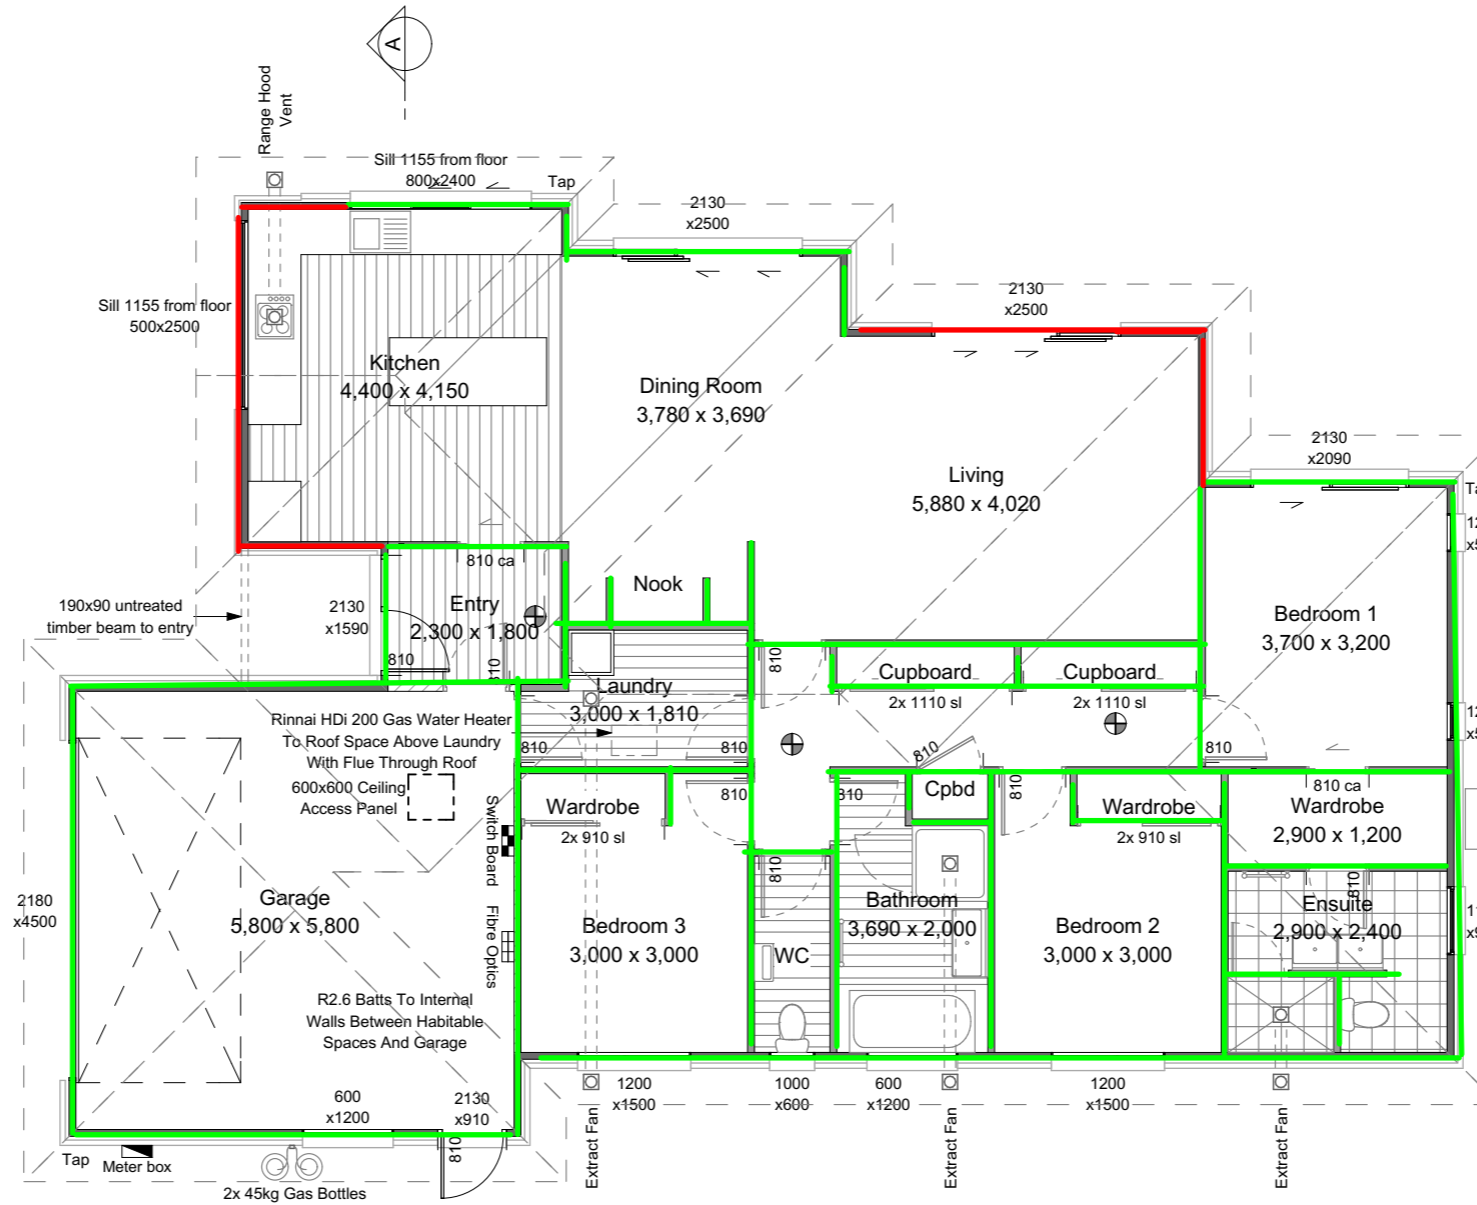 A
Range Hood
Vent
Sill 1155 from floor
800x2400
Tap
2130
x2500
2130
x2500
Sill 1155 from floor
500x2500
Kitchen
4,400 x 4,150
Dining Room
3,780 x 3,690
Living
5,880 x 4,020
2130
x2090
810 ca
Nook
190x90 untreated
timber beam to entry
2130
x1590
Entry
2,300 x 1,800
810
810
Bedroom 1
3,700 x 3,200
810
Cupboard
Cupboard
2x 1110 sl
2x 1110 sl
Laundry
3,000 x 1,810
Rinnai HDi 200 Gas Water Heater
To Roof Space Above Laundry
With Flue Through Roof
810
810
810
810
600x600 Ceiling
Access Panel
Wardrobe
2x 910 sl
810
810
Cpbd
810
Wardrobe
2x 910 sl
810 ca
Wardrobe
2,900 x 1,200
Switch Board
Fibre Optics
2180
x4500
Garage
5,800 x 5,800
Bedroom 3
3,000 x 3,000
810
WC
Bathroom
3,690 x 2,000
Bedroom 2
3,000 x 3,000
810
Ensuite
2,900 x 2,400
R2.6 Batts To Internal
Walls Between Habitable
Spaces And Garage
600
x1200
2130
x910
810
1200
x1500
1000
x600
600
x1200
1200
x1500
Extract Fan
Extract Fan
Extract Fan
Tap
Meter box
2x 45kg Gas Bottles